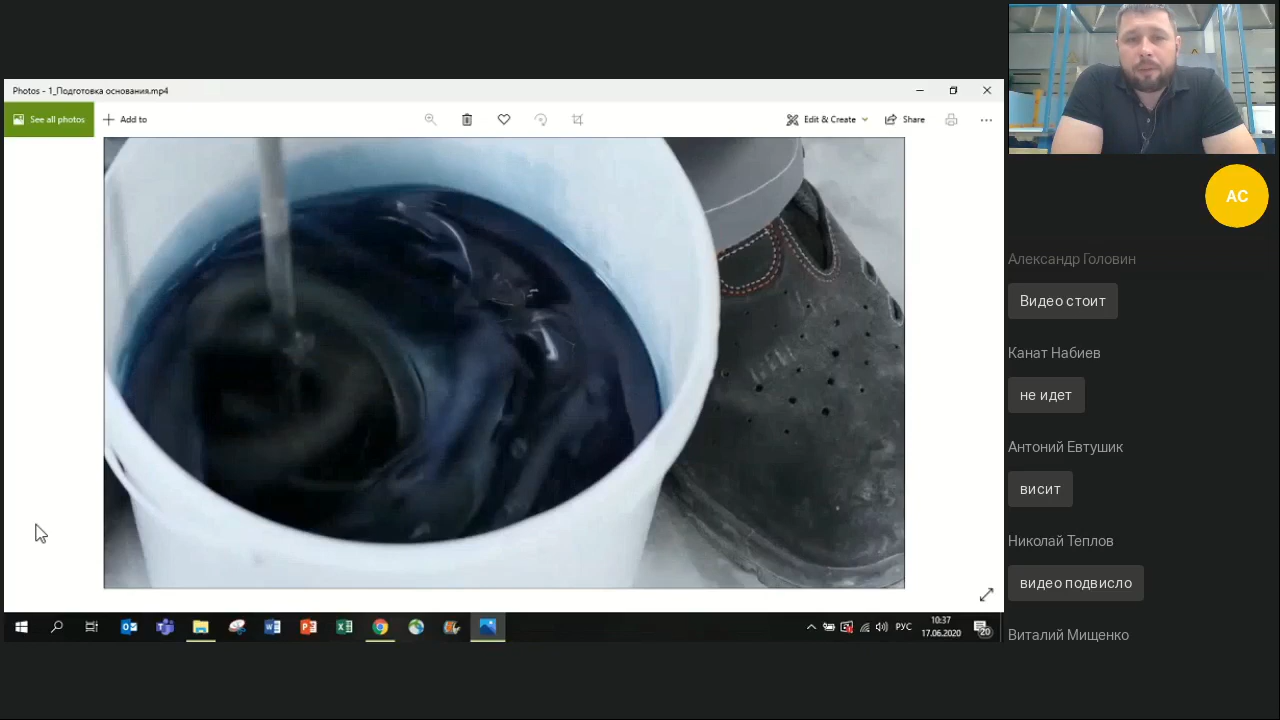 Photos - 1_Подготовка основания.mp4
See all photos
Add to
Edit & Create
Share
РУС
10:37
17.06.2020
20
АС
Александр Головин
Видео стоит
Канат Набиев
не идет
Антоний Евтушик
висит
Николай Теплов
видео подвисло
Виталий Мищенко